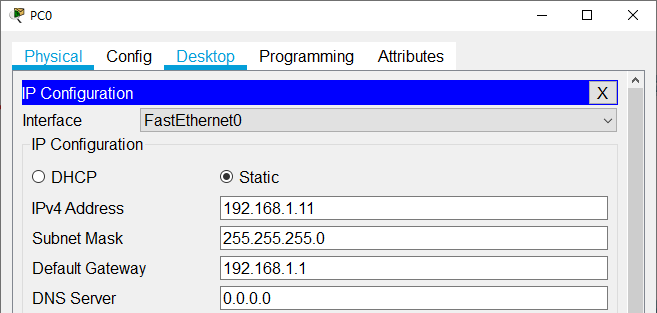 PC0
Physical Config Desktop Programming Attributes
IP Configuration X
Interface FastEthernet0
IP Configuration
DHCP Static
IPv4 Address 192.168.1.11
Subnet Mask 255.255.255.0
Default Gateway 192.168.1.1
DNS Server 0.0.0.0